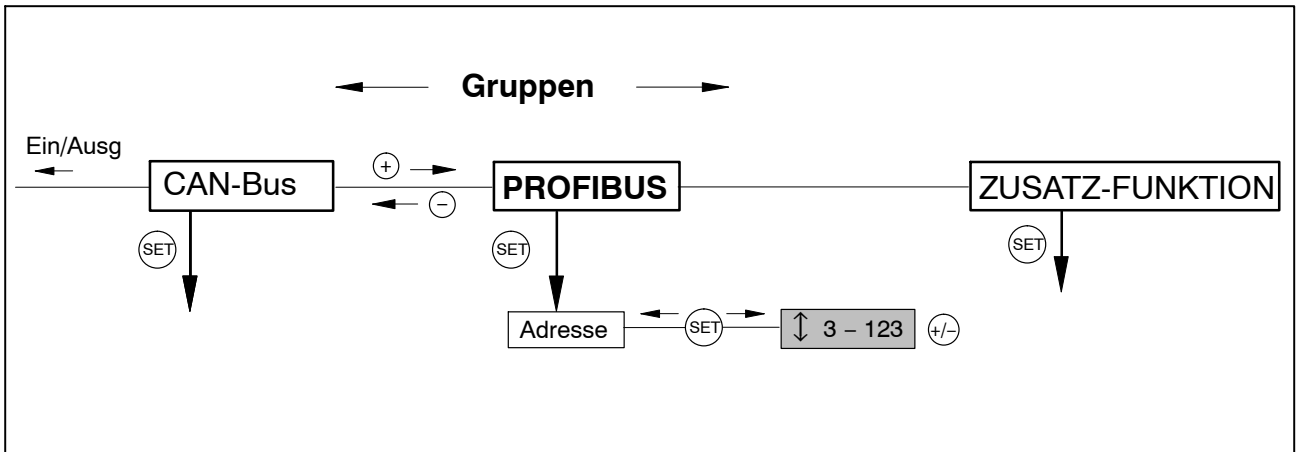 Gruppen
Ein/Ausg
CAN-Bus
+
PROFIBUS
ZUSATZ-FUNKTION
−
SET
SET
SET
Adresse
SET
↕ 3 – 123
+/–